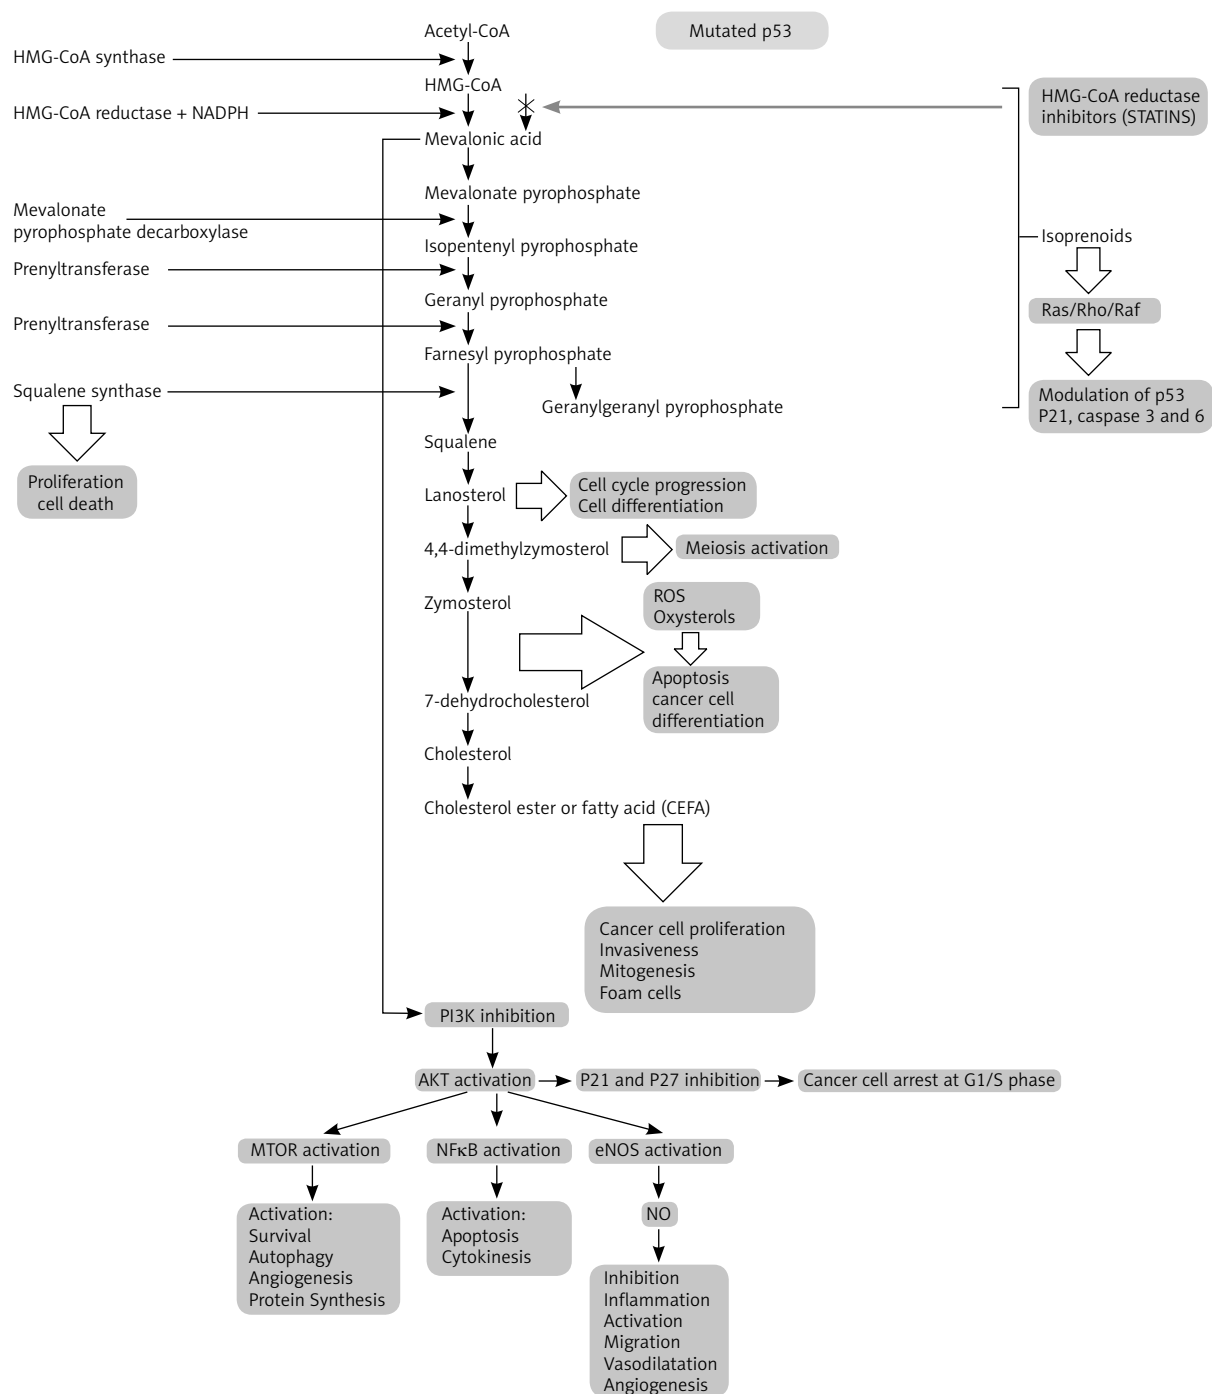 Acetyl-CoA
Mutated p53
HMG-CoA synthase
HMG-CoA
HMG-CoA reductase + NADPH
HMG-CoA reductase
inhibitors (STATINS)
Mevalonic acid
Mevalonate pyrophosphate
Mevalonate
pyrophosphate decarboxylase
Isopentenyl pyrophosphate
Isoprenoids
Prenyltransferase
Geranyl pyrophosphate
Ras/Rho/Raf
Prenyltransferase
Farnesyl pyrophosphate
Squalene synthase
Geranylgeranyl pyrophosphate
Modulation of p53
P21, caspase 3 and 6
Squalene
Proliferation
cell death
Lanosterol
Cell cycle progression
Cell differentiation
4,4-dimethylzymosterol
Meiosis activation
Zymosterol
ROS
Oxysterols
Apoptosis
cancer cell
differentiation
7-dehydrocholesterol
Cholesterol
Cholesterol ester or fatty acid (CEFA)
Cancer cell proliferation
Invasiveness
Mitogenesis
Foam cells
PI3K inhibition
AKT activation
P21 and P27 inhibition
Cancer cell arrest at G1/S phase
MTOR activation
NFκB activation
eNOS activation
Activation:
Survival
Autophagy
Angiogenesis
Protein Synthesis
Activation:
Apoptosis
Cytokinesis
NO
Inhibition
Inflammation
Activation
Migration
Vasodilatation
Angiogenesis